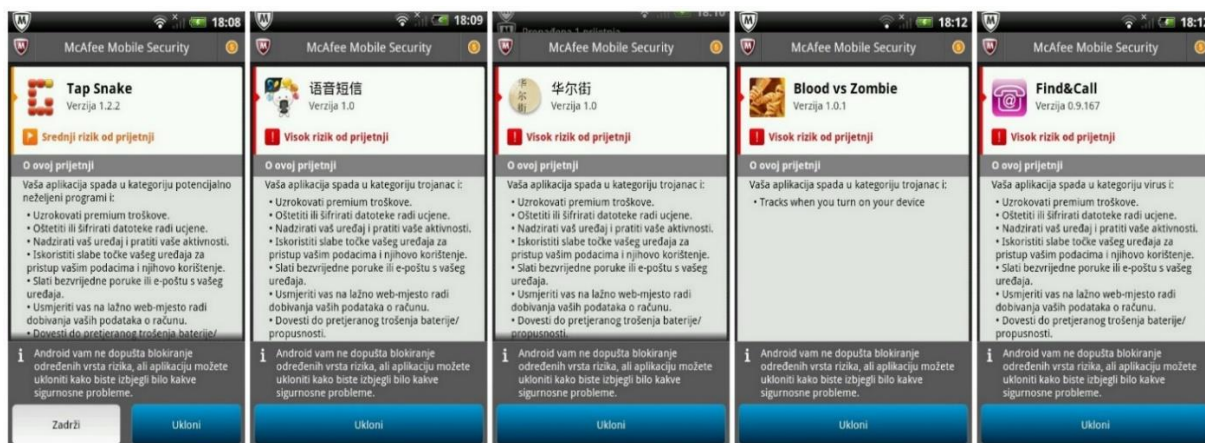 18:08
McAfee Mobile Security
Tap Snake
Verzija 1.2.2
Srednji rizik od prijetnji
O ovoj prijetnji
Vaša aplikacija spada u kategoriju potencijalno
neželjeni programi i:
• Uzrokovati premium troškove.
• Oštetiti ili šifrirati datoteke radi ucjene.
• Nadzirati vaš uređaj i pratiti vaše aktivnosti.
• Iskoristiti slabe točke vašeg uređaja za
pristup vašim podacima i njihovo korištenje.
• Slati bezvrijedne poruke ili e-poštu s vašeg
uređaja.
• Usmjeriti vas na lažno web-mjesto radi
dobivanja vaših podataka o računu.
• Dovesti do pretjeranog trošenja baterije/
Android vam ne dopušta blokiranje
određenih vrsta rizika, ali aplikaciju možete
ukloniti kako biste izbjegli bilo kakve
sigurnosne probleme.
Zadrži
Ukloni
18:09
McAfee Mobile Security
语音短信
Verzija 1.0
Visok rizik od prijetnji
O ovoj prijetnji
Vaša aplikacija spada u kategoriju trojanac i:
• Uzrokovati premium troškove.
• Oštetiti ili šifrirati datoteke radi ucjene.
• Nadzirati vaš uređaj i pratiti vaše aktivnosti.
• Iskoristiti slabe točke vašeg uređaja za
pristup vašim podacima i njihovo korištenje.
• Slati bezvrijedne poruke ili e-poštu s vašeg
uređaja.
• Usmjeriti vas na lažno web-mjesto radi
dobivanja vaših podataka o računu.
• Dovesti do pretjeranog trošenja baterije/
propusnosti.
Android vam ne dopušta blokiranje
određenih vrsta rizika, ali aplikaciju možete
ukloniti kako biste izbjegli bilo kakve
sigurnosne probleme.
Ukloni
18:10
Pronađena 1 prijetnja
McAfee Mobile Security
华尔街
华尔街
Verzija 1.0
Visok rizik od prijetnji
O ovoj prijetnji
Vaša aplikacija spada u kategoriju trojanac i:
• Uzrokovati premium troškove.
• Oštetiti ili šifrirati datoteke radi ucjene.
• Nadzirati vaš uređaj i pratiti vaše aktivnosti.
• Iskoristiti slabe točke vašeg uređaja za
pristup vašim podacima i njihovo korištenje.
• Slati bezvrijedne poruke ili e-poštu s vašeg
uređaja.
• Usmjeriti vas na lažno web-mjesto radi
dobivanja vaših podataka o računu.
• Dovesti do pretjeranog trošenja baterije/
propusnosti.
Android vam ne dopušta blokiranje
određenih vrsta rizika, ali aplikaciju možete
ukloniti kako biste izbjegli bilo kakve
sigurnosne probleme.
Ukloni
18:12
McAfee Mobile Security
Blood vs Zombie
Verzija 1.0.1
Visok rizik od prijetnji
O ovoj prijetnji
Vaša aplikacija spada u kategoriju trojanac i:
• Tracks when you turn on your device
Android vam ne dopušta blokiranje
određenih vrsta rizika, ali aplikaciju možete
ukloniti kako biste izbjegli bilo kakve
sigurnosne probleme.
Ukloni
McAfee Mobile Security
Find&Call
Verzija 0.9.167
Visok rizik od prijetnji
O ovoj prijetnji
Vaša aplikacija spada u kategoriju virus i:
• Uzrokovati premium troškove.
• Oštetiti ili šifrirati datoteke radi ucjene.
• Nadzirati vaš uređaj i pratiti vaše aktivnosti.
• Iskoristiti slabe točke vašeg uređaja za
pristup vašim podacima i njihovo korištenje.
• Slati bezvrijedne poruke ili e-poštu s vašeg
uređaja.
• Usmjeriti vas na lažno web-mjesto radi
dobivanja vaših podataka o računu.
• Dovesti do pretjeranog trošenja baterije/
propusnosti.
Android vam ne dopušta blokiranje
određenih vrsta rizika, ali aplikaciju možete
ukloniti kako biste izbjegli bilo kakve
sigurnosne probleme.
Ukloni